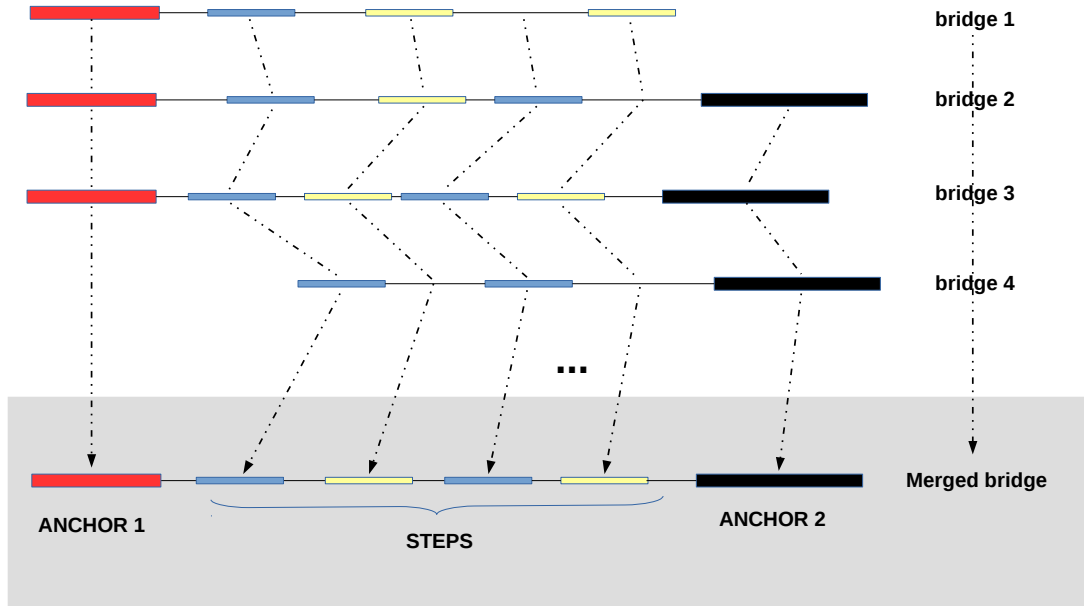 bridge 1
bridge 2
bridge 3
bridge 4
...
Merged bridge
ANCHOR 1
STEPS
ANCHOR 2